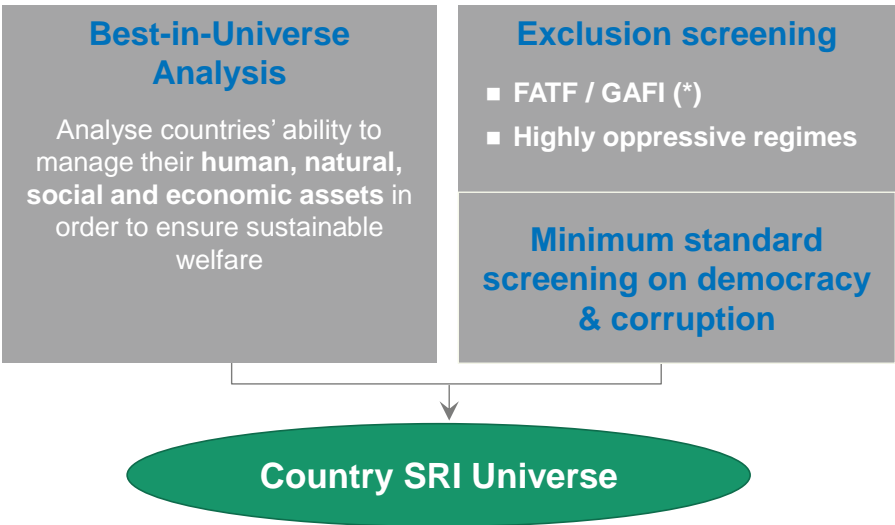 Best-in-Universe
Analysis
Analyse countries’ ability to
manage their human, natural,
social and economic assets in
order to ensure sustainable
welfare
Exclusion screening
■ FATF / GAFI (*)
■ Highly oppressive regimes
Minimum standard
screening on democracy
& corruption
Country SRI Universe